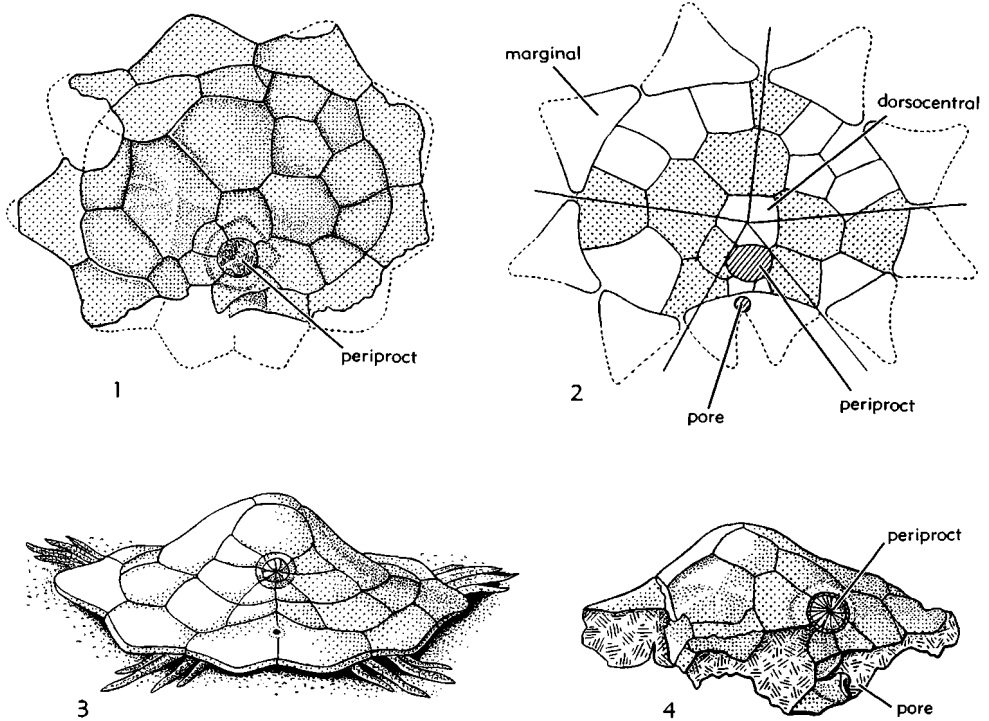 periproct
1
marginal
dorsocentral
2
pore
periproct
3
periproct
4
pore